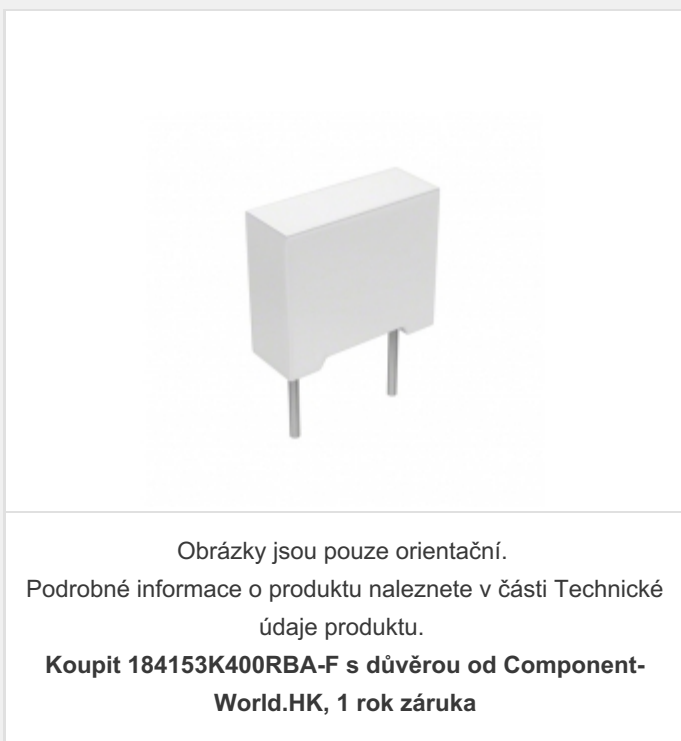 Obrázky jsou pouze orientační.
Podrobné informace o produktu naleznete v části Technické
údaje produktu.
Koupit 184153K400RBA-F s důvěrou od Component-
World.HK, 1 rok záruka